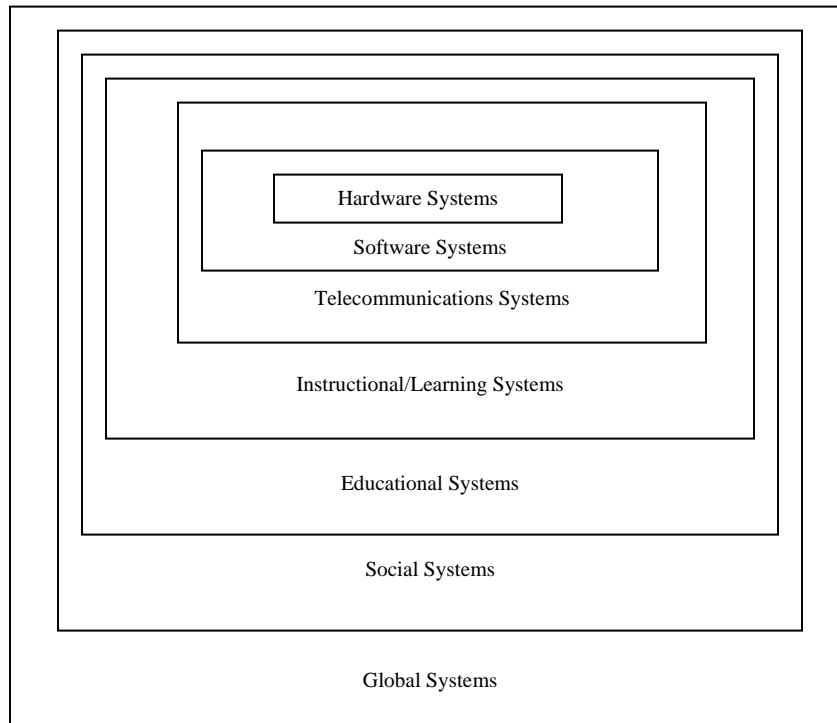 Hardware Systems
Software Systems
Telecommunications Systems
Instructional/Learning Systems
Educational Systems
Social Systems
Global Systems